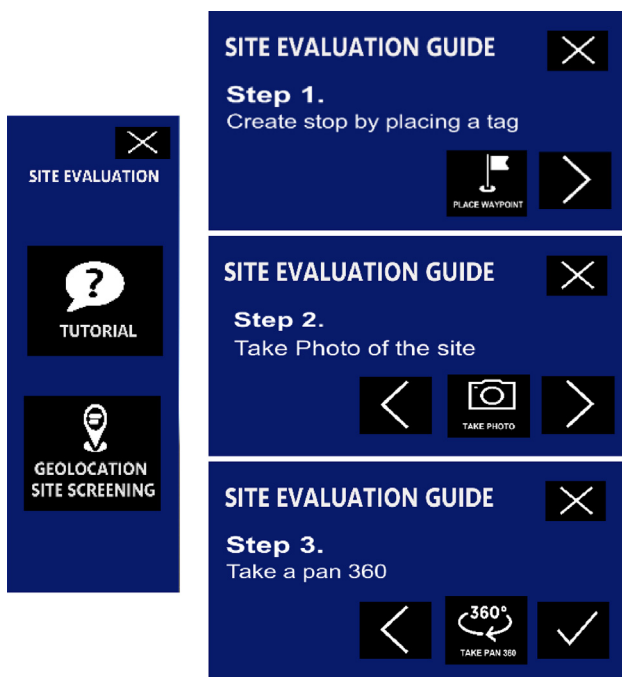 SITE EVALUATION
?
TUTORIAL
GEOLOCATION
SITE SCREENING
SITE EVALUATION GUIDE
Step 1.
Create stop by placing a tag
PLACE WAYPOINT
SITE EVALUATION GUIDE
Step 2.
Take Photo of the site
TAKE PHOTO
SITE EVALUATION GUIDE
Step 3.
Take a pan 360
360°
TAKE PAN 360